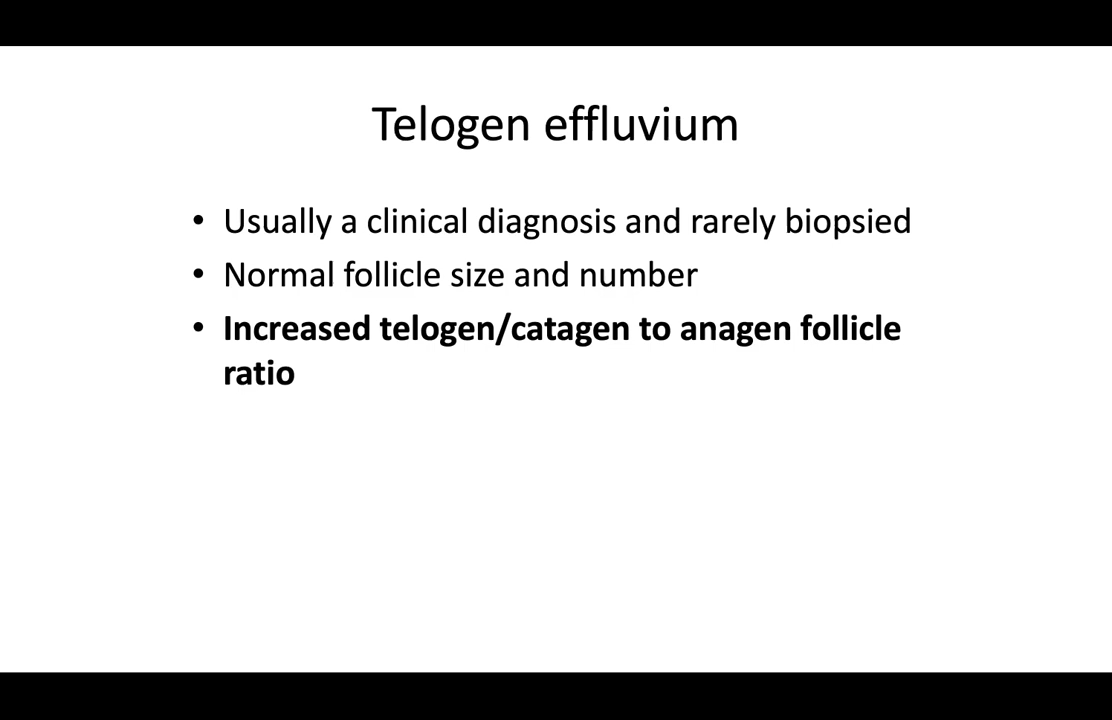 Telogen effluvium
• Usually a clinical diagnosis and rarely biopsied
• Normal follicle size and number
• Increased telogen/catagen to anagen follicle
ratio